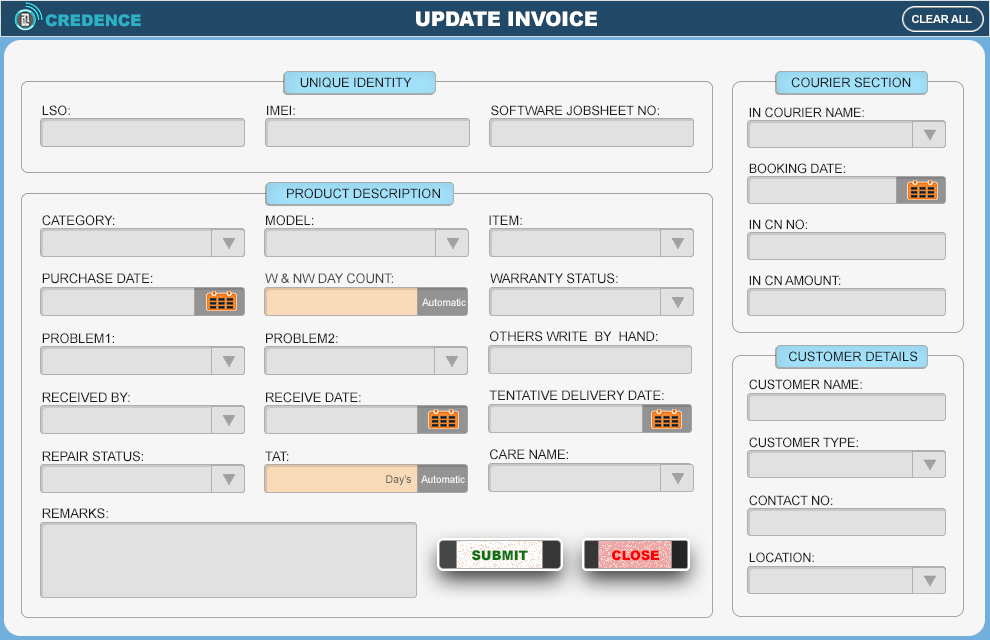 CREDENCE
UPDATE INVOICE
CLEAR ALL
UNIQUE IDENTITY
LSO:
IMEI:
SOFTWARE JOBSHEET NO:
PRODUCT DESCRIPTION
CATEGORY:
MODEL:
ITEM:
PURCHASE DATE:
W & NW DAY COUNT:
Automatic
WARRANTY STATUS:
PROBLEM1:
PROBLEM2:
OTHERS WRITE BY HAND:
RECEIVED BY:
RECEIVE DATE:
TENTATIVE DELIVERY DATE:
REPAIR STATUS:
TAT:
Day's
Automatic
CARE NAME:
REMARKS:
SUBMIT
CLOSE
COURIER SECTION
IN COURIER NAME:
BOOKING DATE:
IN CN NO:
IN CN AMOUNT:
CUSTOMER DETAILS
CUSTOMER NAME:
CUSTOMER TYPE:
CONTACT NO:
LOCATION: